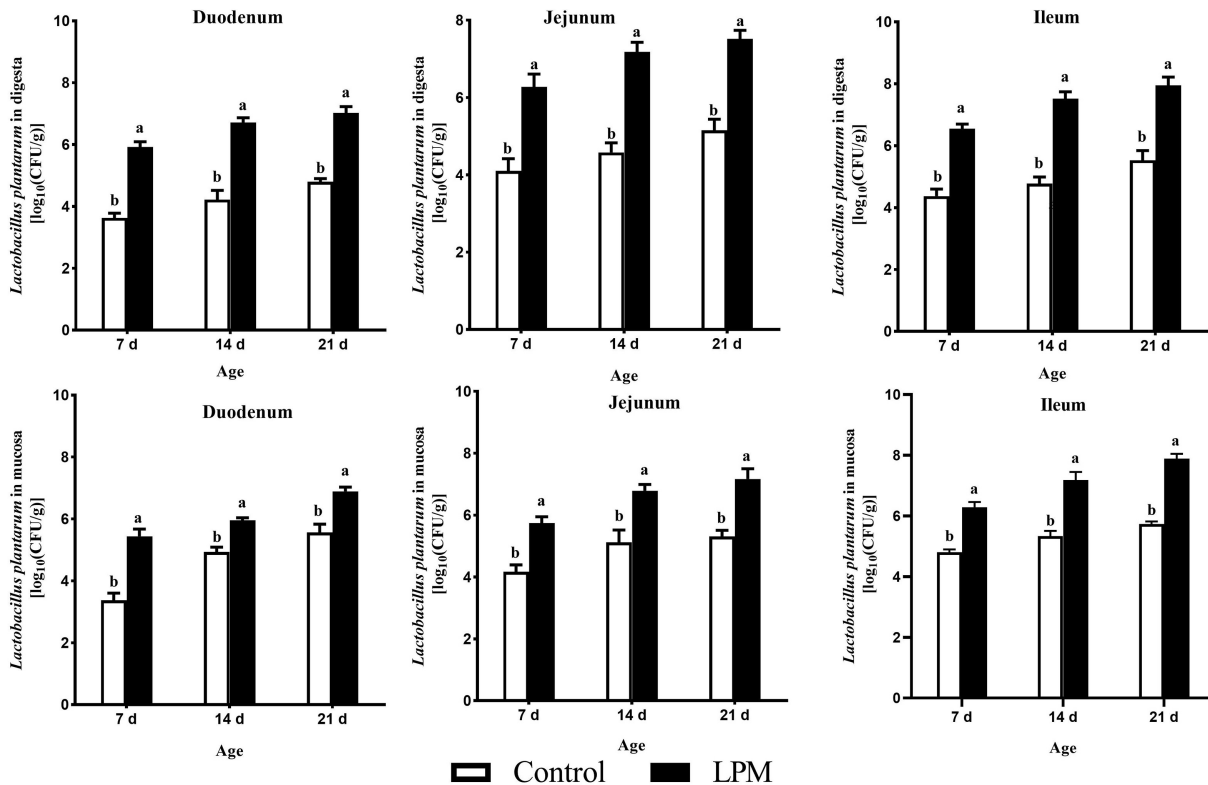 Duodenum
Lactobacillus plantarum in digesta
[log10(CFU/g)]
10
8
6
4
2
0
b
a
b
a
b
a
7 d
14 d
21 d
Age
Jejunum
Lactobacillus plantarum in digesta
[log10(CFU/g)]
8
6
4
2
0
b
a
b
a
b
a
7 d
14 d
21 d
Age
Ileum
Lactobacillus plantarum in digesta
[log10(CFU/g)]
10
8
6
4
2
0
b
a
b
a
b
a
7 d
14 d
21 d
Age
Duodenum
Lactobacillus plantarum in mucosa
[log10(CFU/g)]
10
8
6
4
2
0
b
a
b
a
b
a
7 d
14 d
21 d
Age
Jejunum
Lactobacillus plantarum in mucosa
[log10(CFU/g)]
10
8
6
4
2
0
b
a
b
a
b
a
7 d
14 d
21 d
Age
Ileum
Lactobacillus plantarum in mucosa
[log10(CFU/g)]
10
8
6
4
2
0
b
a
b
a
b
a
7 d
14 d
21 d
Age
Control
LPM